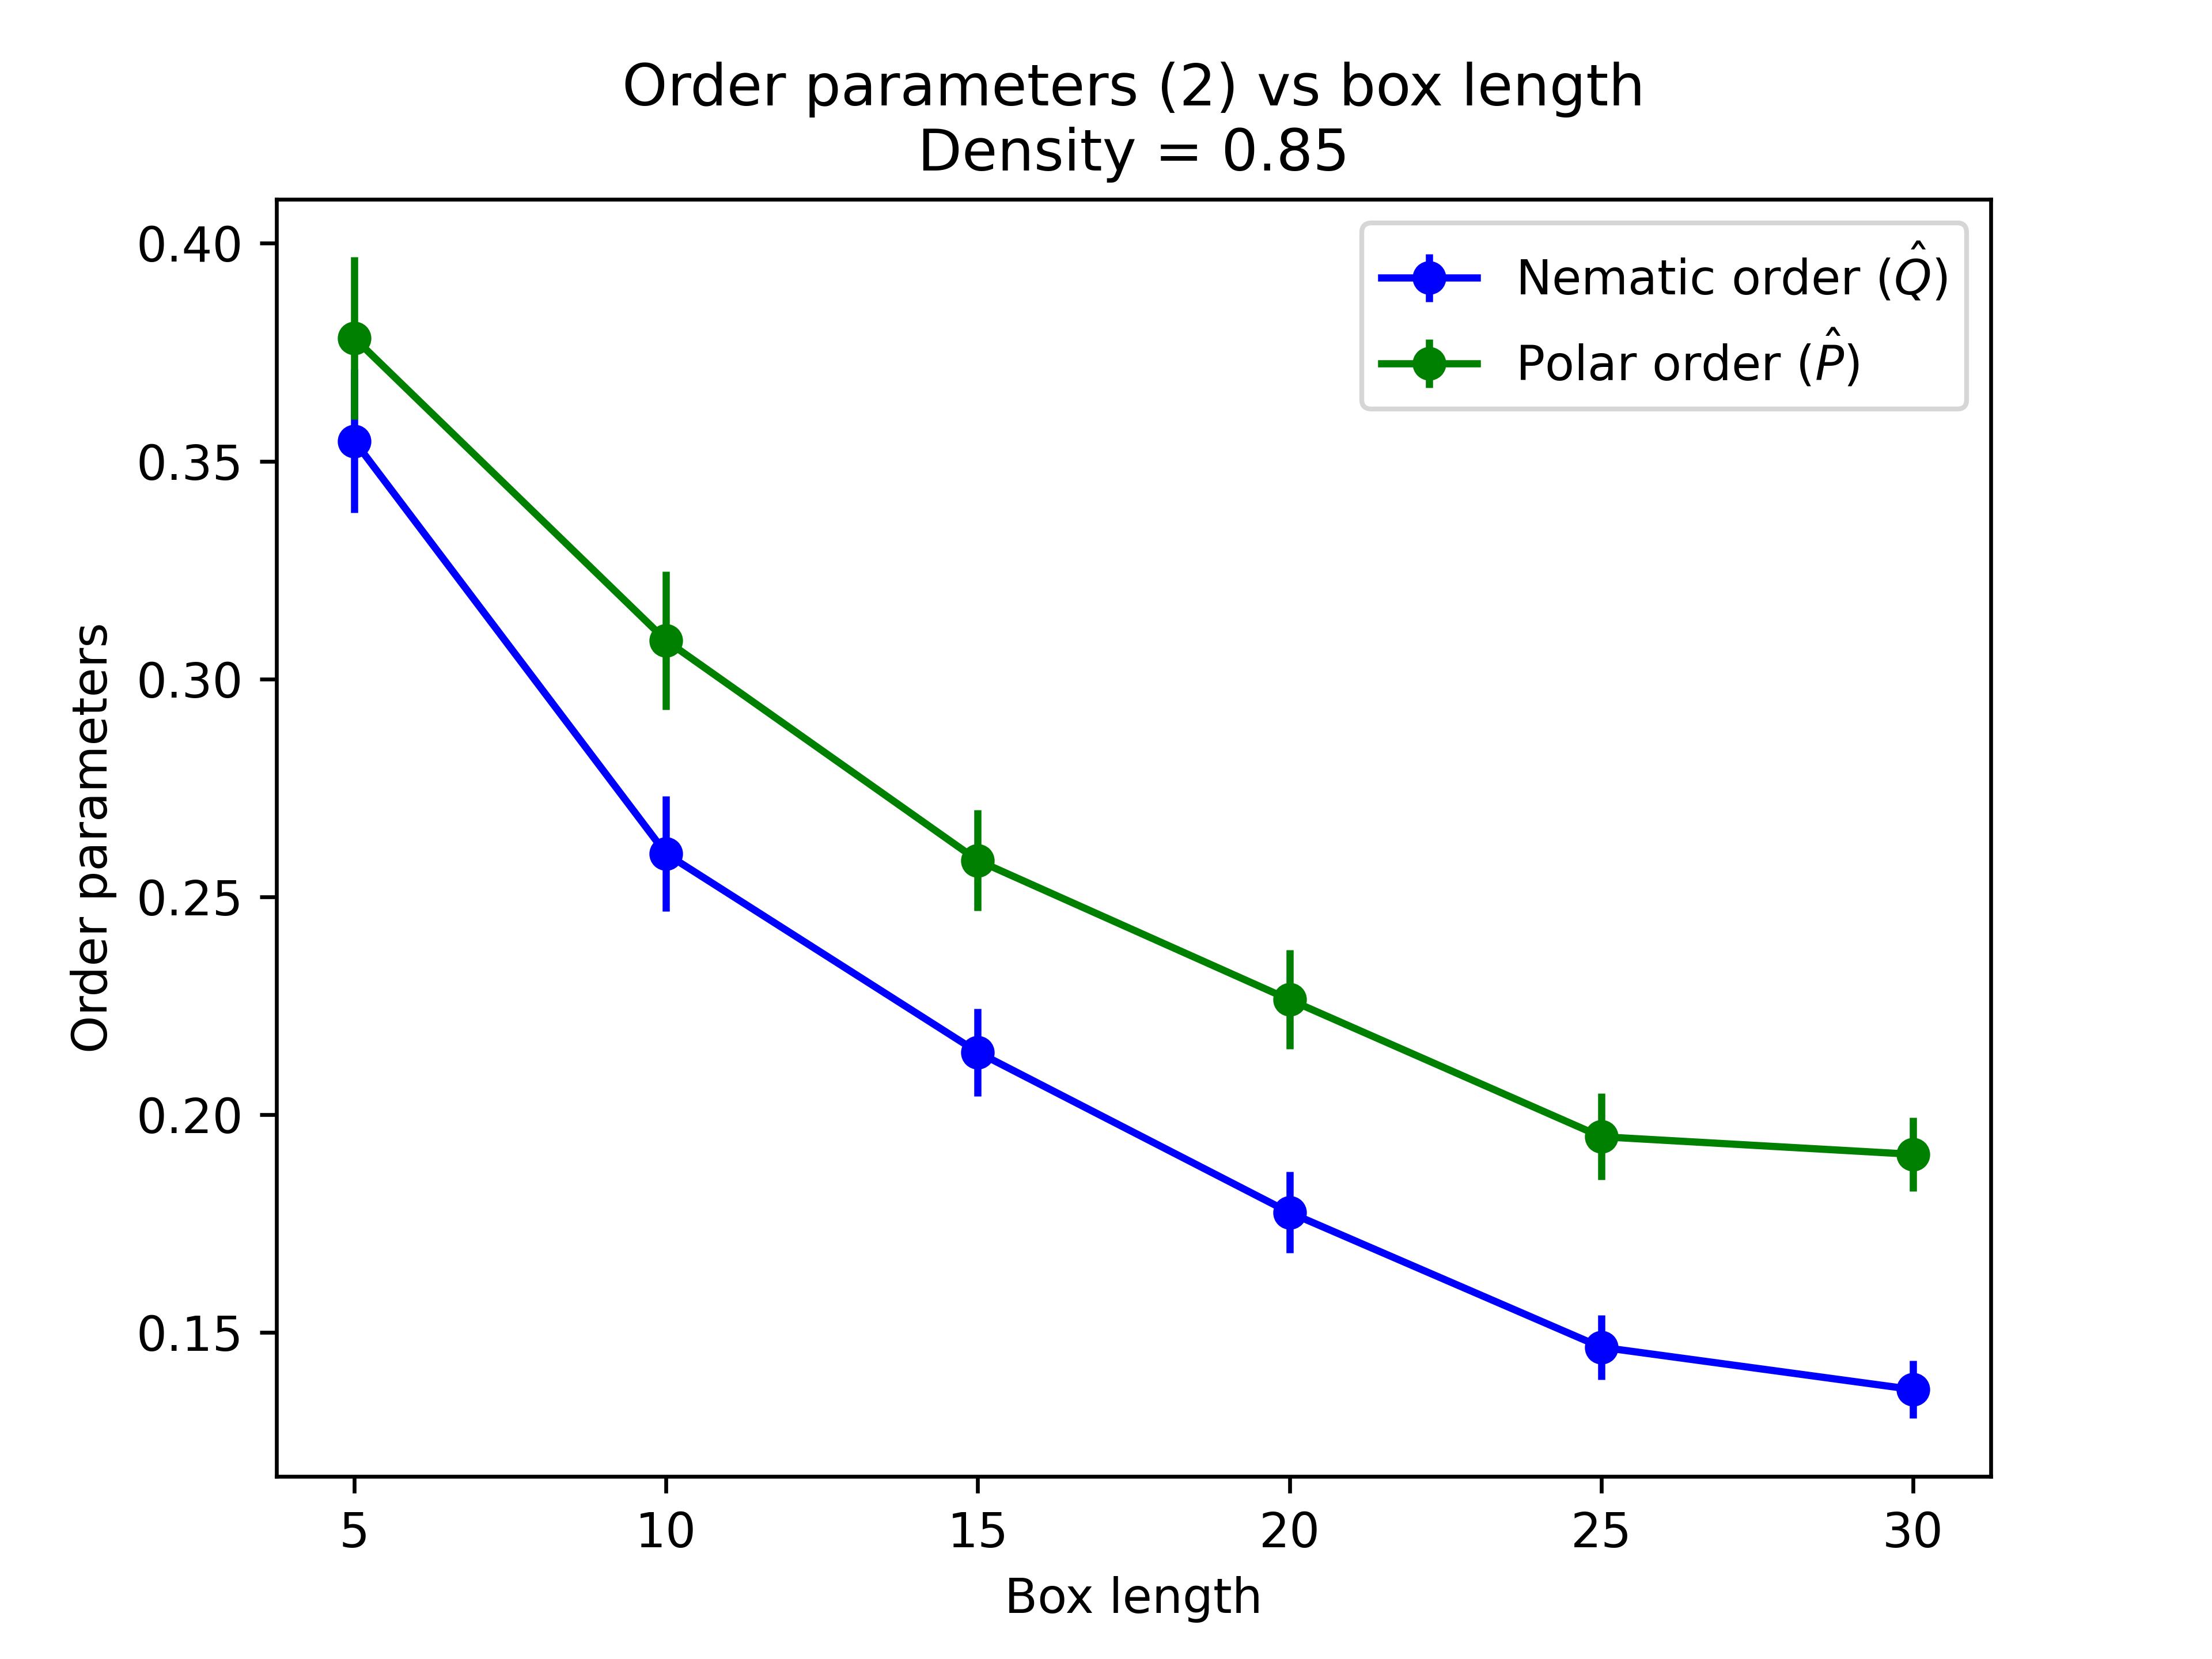 Order parameters (2) vs box length
Density = 0.85
Nematic order (Q̂)
Polar order (P̂)
Order parameters
0.40
0.35
0.30
0.25
0.20
0.15
5 10 15 20 25 30
Box length